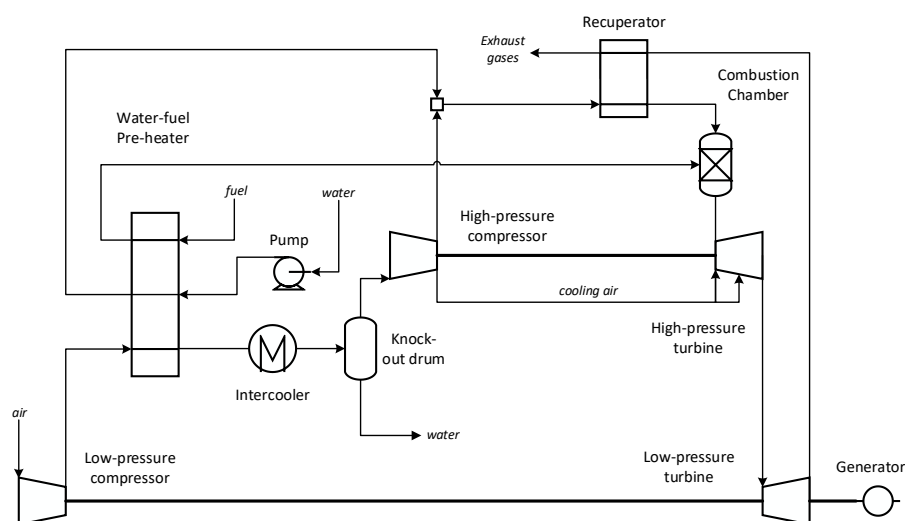 Recuperator
Exhaust
gases
Combustion
Chamber
Water-fuel
Pre-heater
fuel
water
Pump
High-pressure
compressor
cooling air
Knock-
out drum
High-pressure
turbine
Intercooler
air
water
Low-pressure
compressor
Low-pressure
turbine
Generator